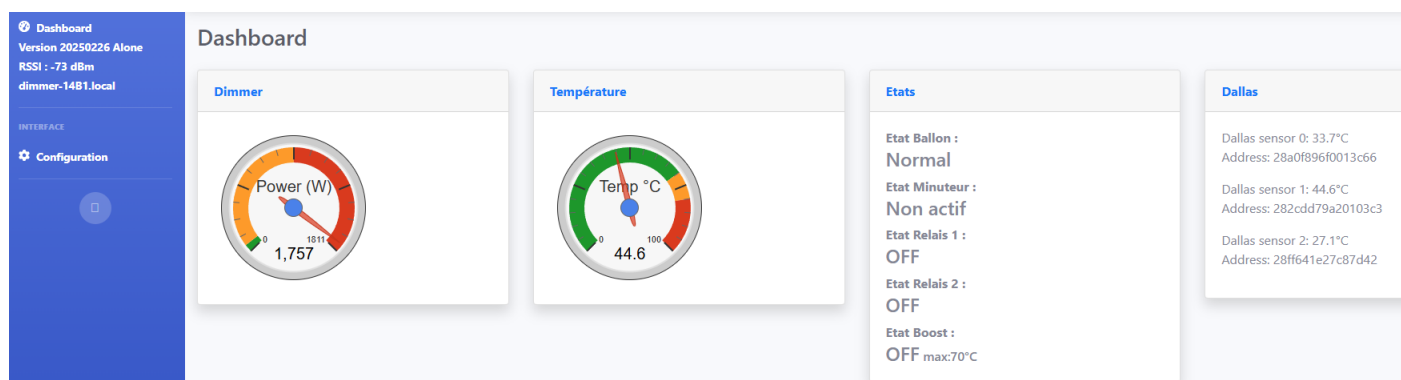 Dashboard
Version 20250226 Alone
RSSI : -73 dBm
dimmer-14B1.local
INTERFACE
Configuration
Dashboard
Dimmer
Power (W)
0
1811
1,757
Température
Temp °C
0
100
44.6
Etats
Etat Ballon :
Normal
Etat Minuteur :
Non actif
Etat Relais 1 :
OFF
Etat Relais 2 :
OFF
Etat Boost :
OFF max:70°C
Dallas
Dallas sensor 0: 33.7°C
Address: 28a0f896f0013c66
Dallas sensor 1: 44.6°C
Address: 282cdd79a20103c3
Dallas sensor 2: 27.1°C
Address: 28ff641e27c87d42